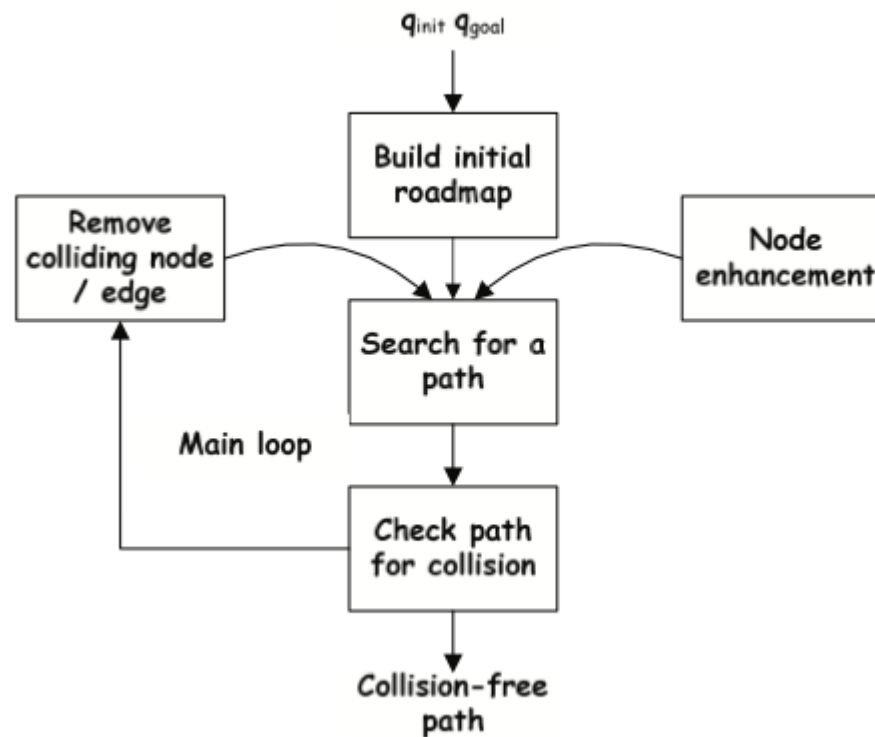 qinit qgoal
Build initial
roadmap
Remove
colliding node
/ edge
Node
enhancement
Search for a
path
Main loop
Check path
for collision
Collision-free
path